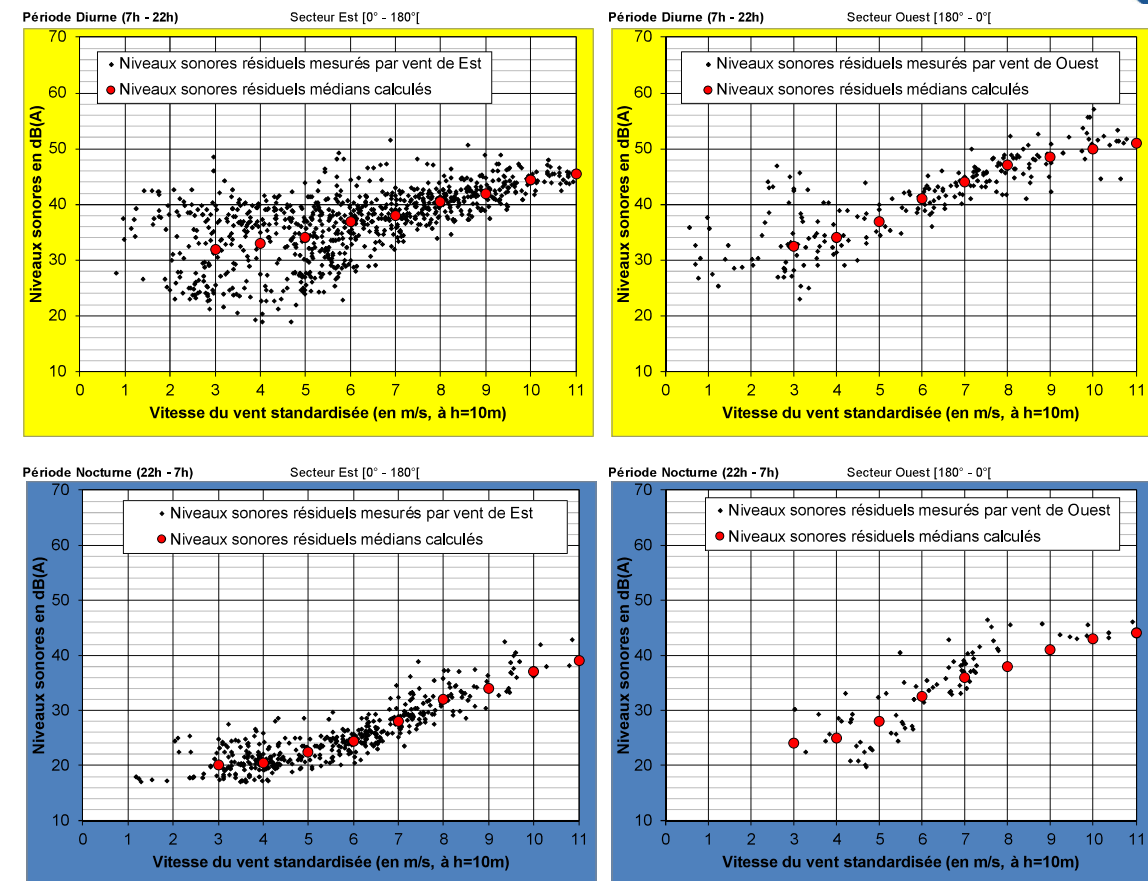 Période Diurne (7h - 22h) Secteur Est [0° - 180°[
70
60
50
40
30
20
10
Niveaux sonores en dB(A)
Niveaux sonores résiduels mesurés par vent de Est
Niveaux sonores résiduels médians calculés
0 1 2 3 4 5 6 7 8 9 10 11
Vitesse du vent standardisée (en m/s, à h=10m)
Période Diurne (7h - 22h) Secteur Ouest [180° - 0°[
70
60
50
40
30
20
10
Niveaux sonores en dB(A)
Niveaux sonores résiduels mesurés par vent de Ouest
Niveaux sonores résiduels médians calculés
0 1 2 3 4 5 6 7 8 9 10 11
Vitesse du vent standardisée (en m/s, à h=10m)
Période Nocturne (22h - 7h) Secteur Est [0° - 180°[
70
60
50
40
30
20
10
Niveaux sonores en dB(A)
Niveaux sonores résiduels mesurés par vent de Est
Niveaux sonores résiduels médians calculés
0 1 2 3 4 5 6 7 8 9 10 11
Vitesse du vent standardisée (en m/s, à h=10m)
Période Nocturne (22h - 7h) Secteur Ouest [180° - 0°[
70
60
50
40
30
20
10
Niveaux sonores en dB(A)
Niveaux sonores résiduels mesurés par vent de Ouest
Niveaux sonores résiduels médians calculés
0 1 2 3 4 5 6 7 8 9 10 11
Vitesse du vent standardisée (en m/s, à h=10m)